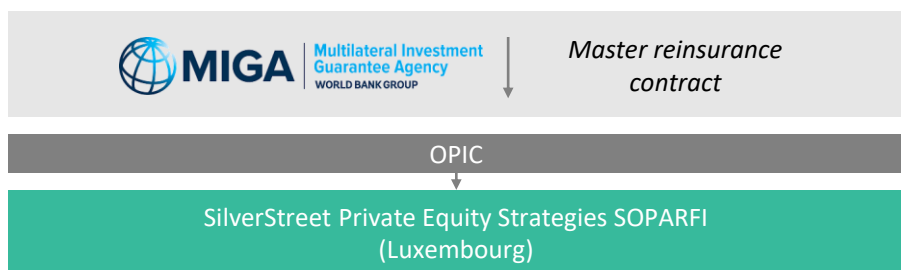 MIGA
Multilateral Investment
Guarantee Agency
WORLD BANK GROUP
Master reinsurance
contract
OPIC
SilverStreet Private Equity Strategies SOPARFI
(Luxembourg)